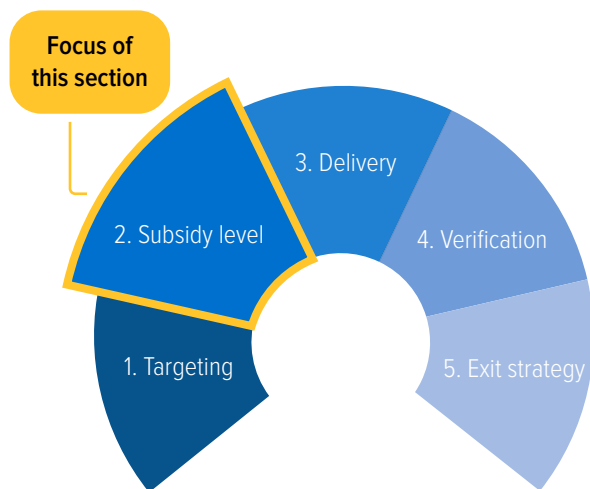 Focus of
this section
3. Delivery
2. Subsidy level
4. Verification
1. Targeting
5. Exit strategy